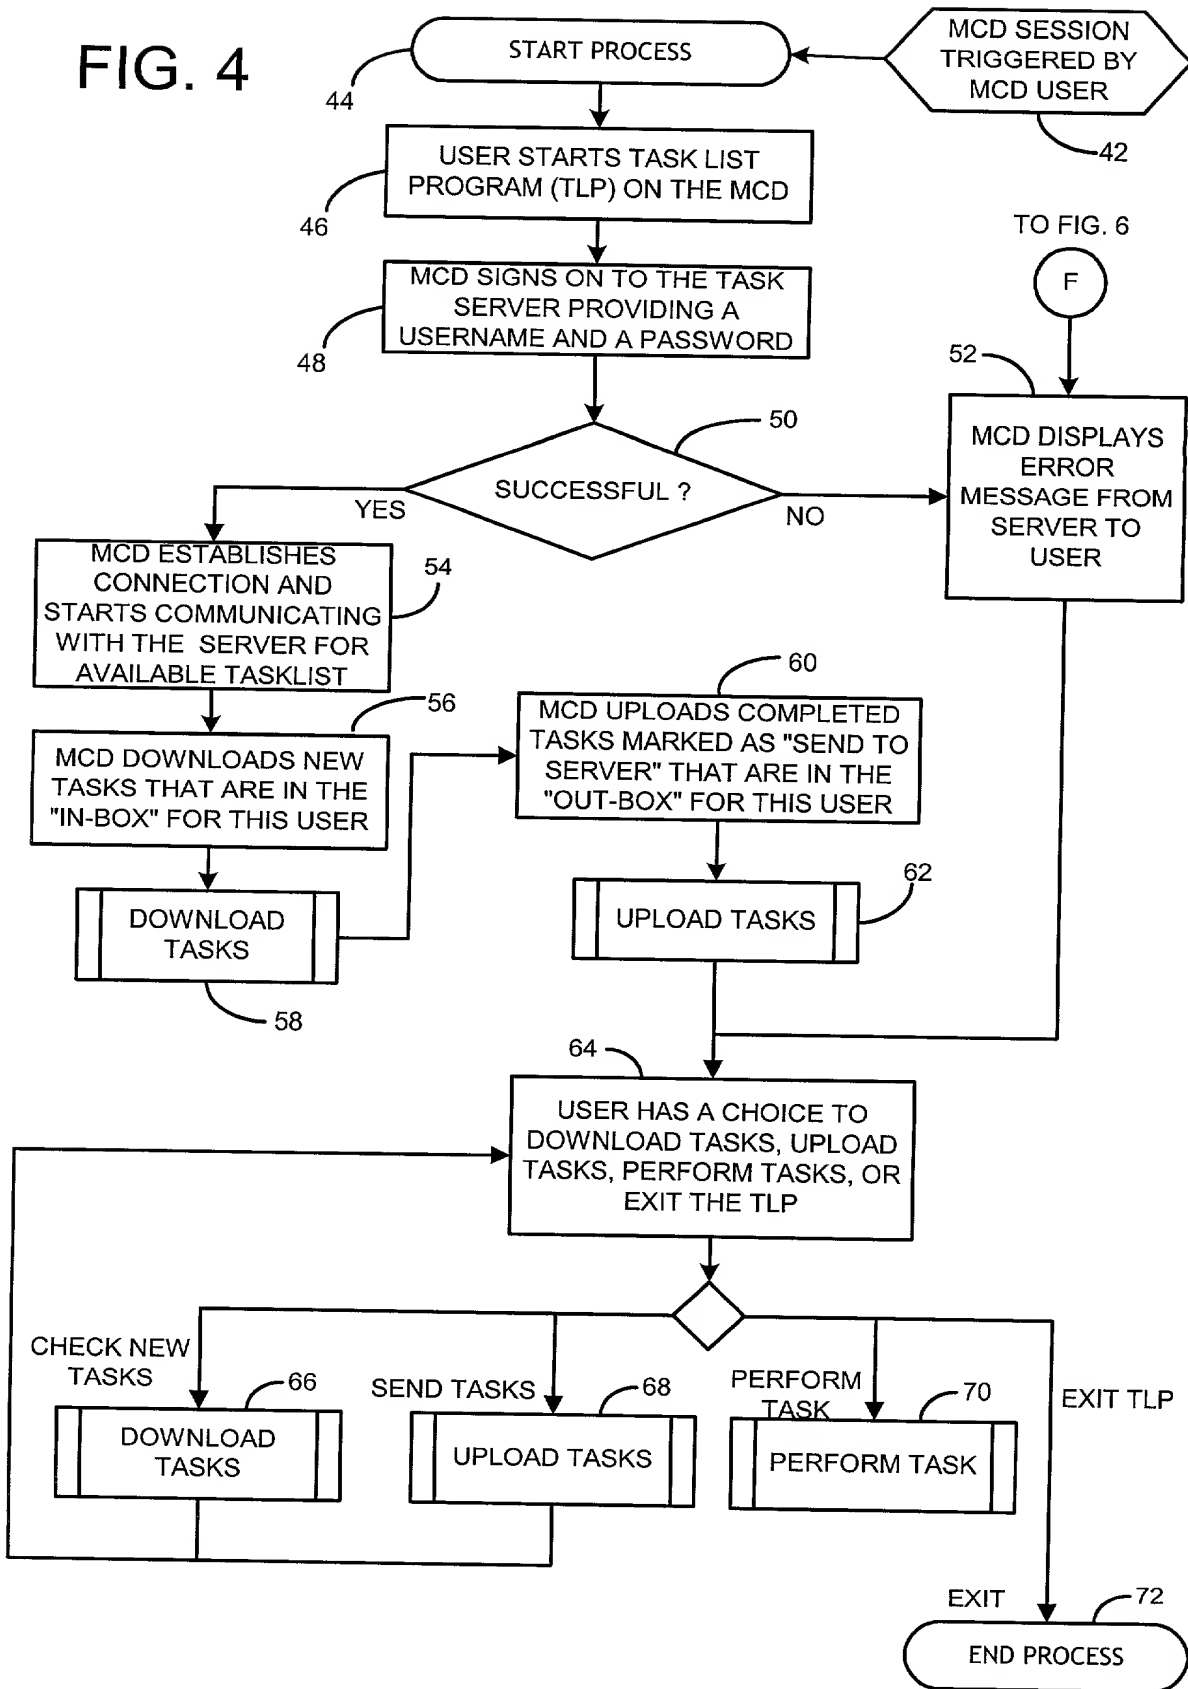 FIG. 4
START PROCESS
MCD SESSION
TRIGGERED BY
MCD USER
44
42
USER STARTS TASK LIST
PROGRAM (TLP) ON THE MCD
46
TO FIG. 6
F
MCD SIGNS ON TO THE TASK
SERVER PROVIDING A
USERNAME AND A PASSWORD
48
52
50
SUCCESSFUL ?
YES
NO
MCD DISPLAYS
ERROR
MESSAGE FROM
SERVER TO
USER
MCD ESTABLISHES
CONNECTION AND
STARTS COMMUNICATING
WITH THE SERVER FOR
AVAILABLE TASKLIST
54
56
MCD DOWNLOADS NEW
TASKS THAT ARE IN THE
"IN-BOX" FOR THIS USER
60
MCD UPLOADS COMPLETED
TASKS MARKED AS "SEND TO
SERVER" THAT ARE IN THE
"OUT-BOX" FOR THIS USER
DOWNLOAD
TASKS
58
UPLOAD TASKS
62
64
USER HAS A CHOICE TO
DOWNLOAD TASKS, UPLOAD
TASKS, PERFORM TASKS, OR
EXIT THE TLP
CHECK NEW
TASKS
66
DOWNLOAD
TASKS
SEND TASKS
68
UPLOAD TASKS
PERFORM
TASK
70
PERFORM TASK
EXIT TLP
EXIT
72
END PROCESS